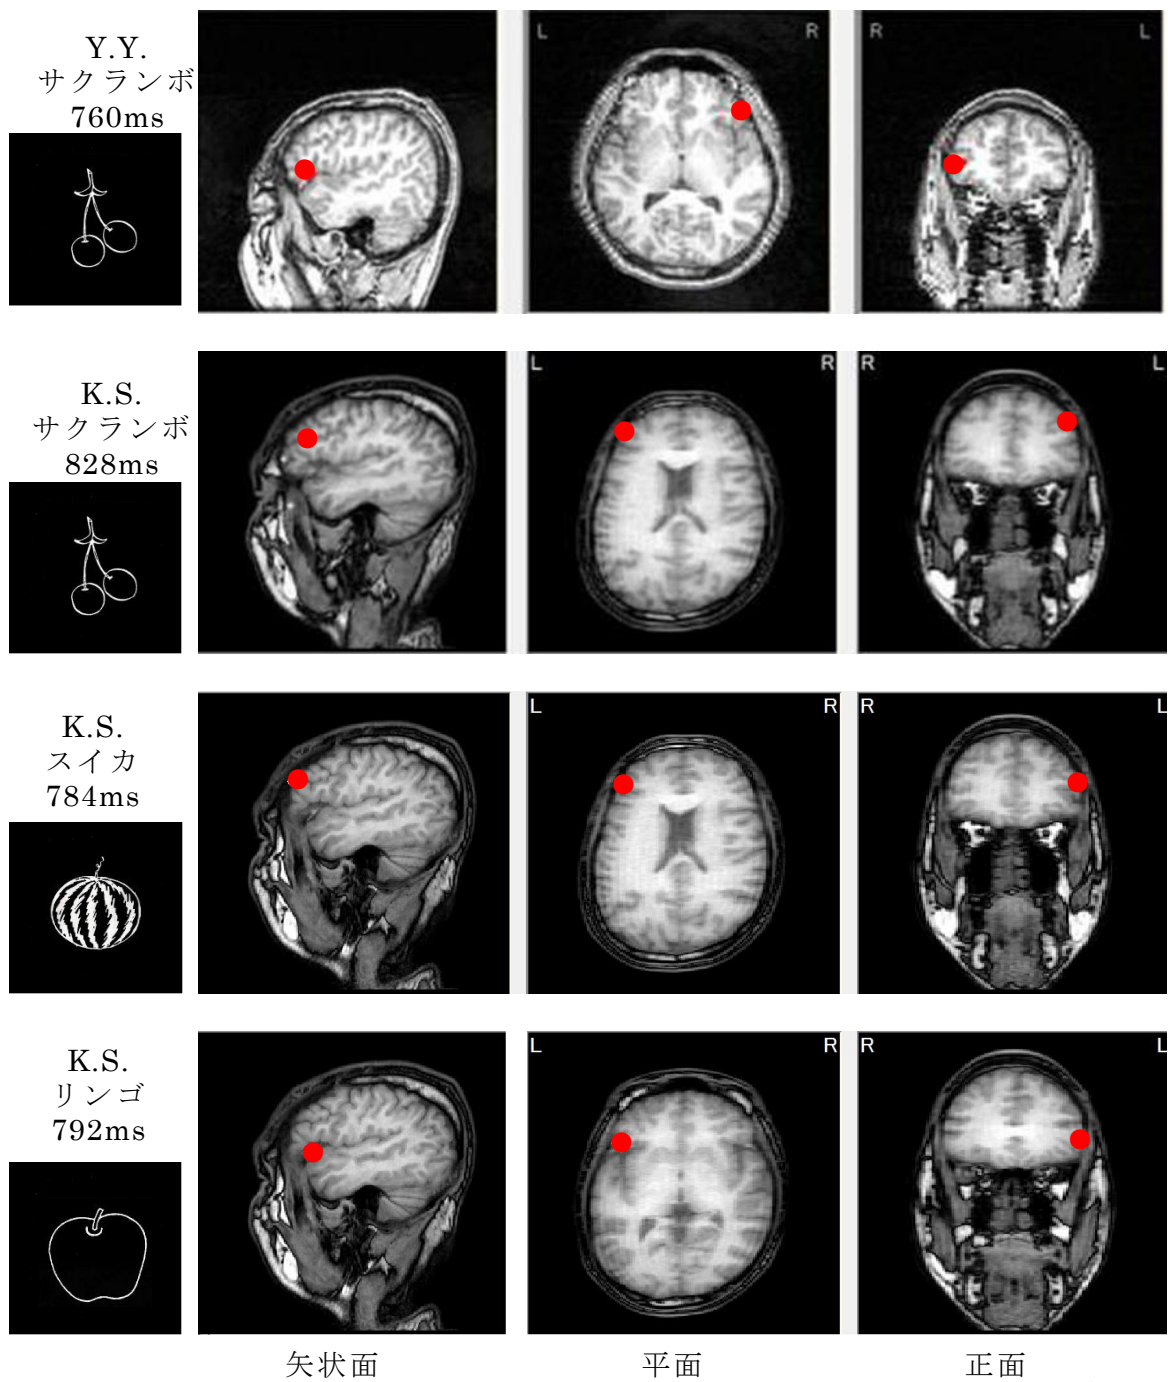 Y.Y.
サクランボ
760ms
L R
R L
K.S.
サクランボ
828ms
L R
R L
K.S.
スイカ
784ms
L R
R L
K.S.
リンゴ
792ms
L R
R L
矢状面 平面 正面